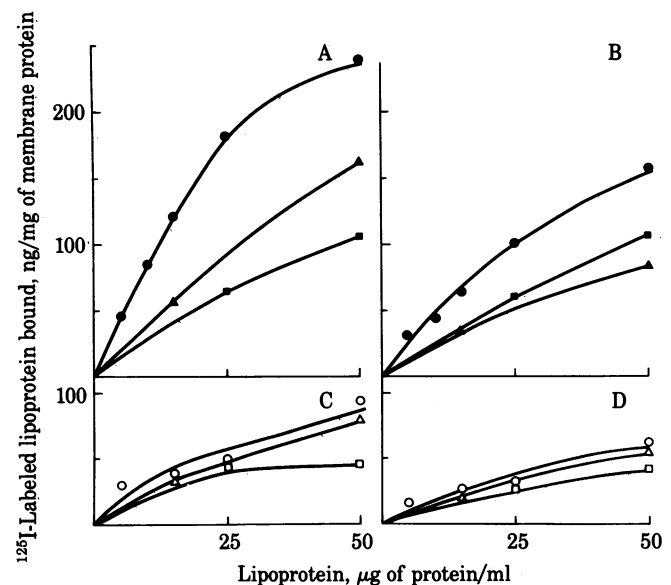 ¹²⁵I-Labeled lipoprotein bound, ng/mg of membrane protein
A
B
200
100
C
D
100
25
50
25
50
Lipoprotein, μg of protein/ml